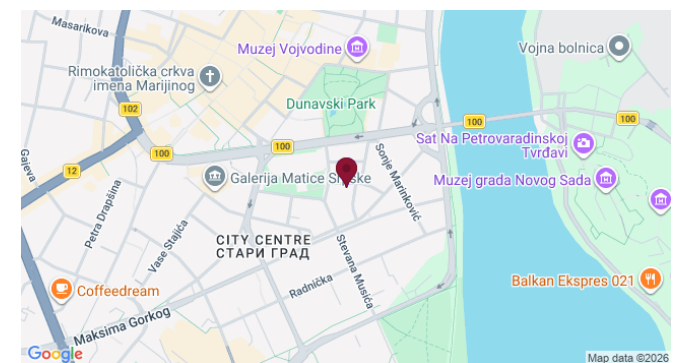 Masarikova
Muzej Vojvodine
Vojna bolnica
Rimokatolička crkva
imena Marijinog
Dunavski Park
102
100
100
100
100
Sat Na Petrovaradinskoj
Tvrđavi
Gajeva
12
Galerija Matice Srpske
Sonje Marinković
Muzej grada Novog Sada
Petra Drapšina
Vase Stajića
CITY CENTRE
СТАРИ ГРАД
Stevana Musića
Radnička
Balkan Ekspres 021
Coffeedream
Maksima Gorkog
Google
Map data ©2026